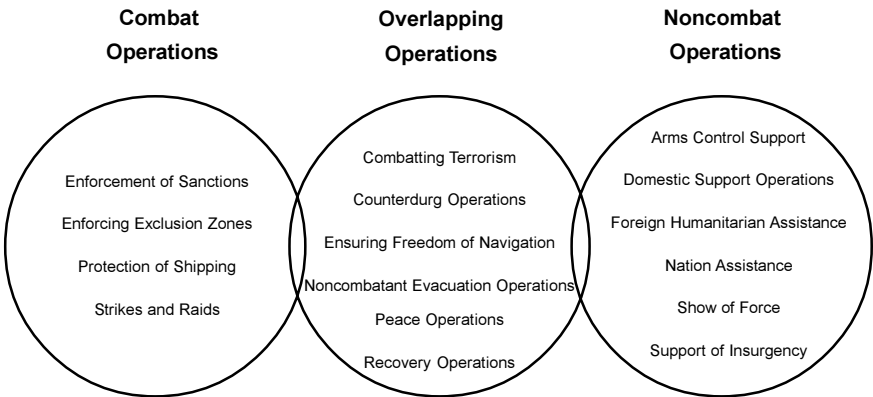 Combat
Operations
Overlapping
Operations
Noncombat
Operations
Enforcement of Sanctions
Enforcing Exclusion Zones
Protection of Shipping
Strikes and Raids
Combatting Terrorism
Counterdurg Operations
Ensuring Freedom of Navigation
Noncombatant Evacuation Operations
Peace Operations
Recovery Operations
Arms Control Support
Domestic Support Operations
Foreign Humanitarian Assistance
Nation Assistance
Show of Force
Support of Insurgency